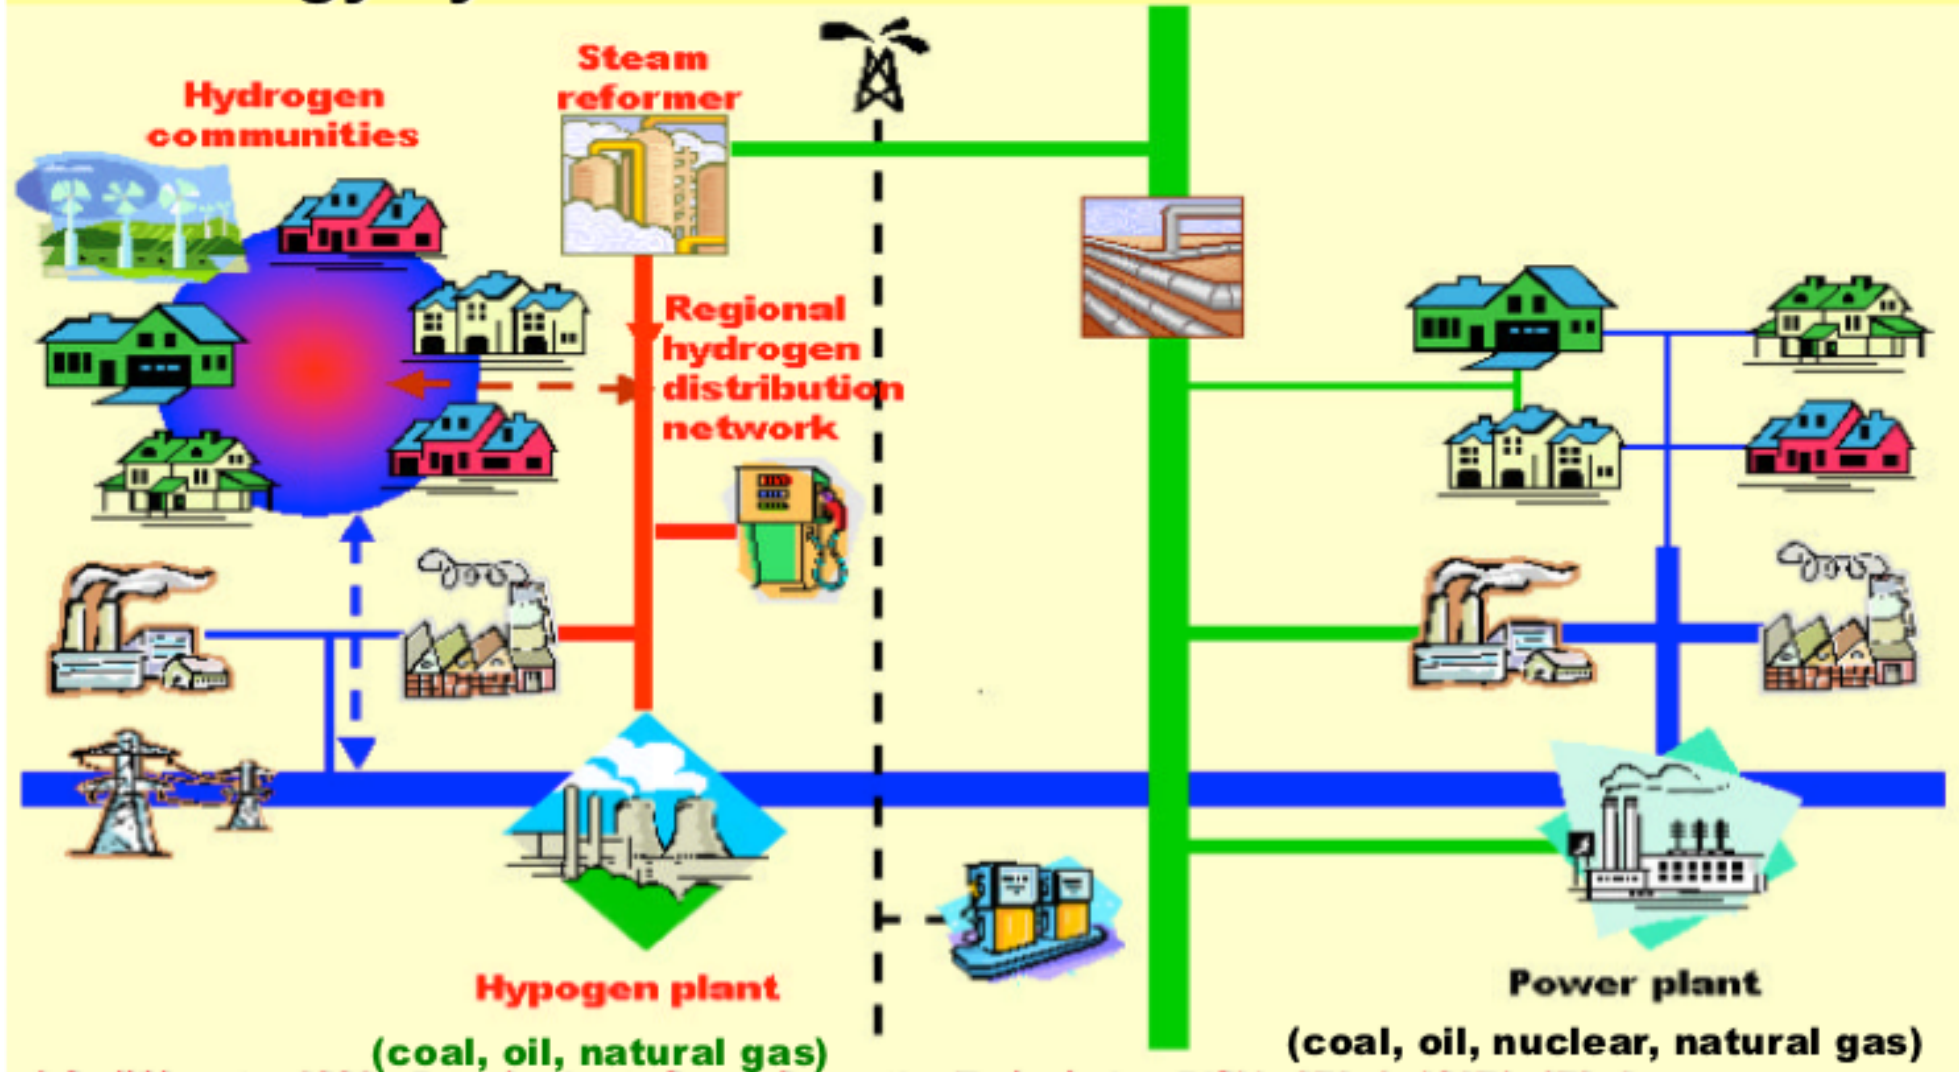 Steam
reformer
Hydrogen
communities
Regional
hydrogen
distribution
network
Hypogen plant
(coal, oil, natural gas)
Power plant
(coal, oil, nuclear, natural gas)